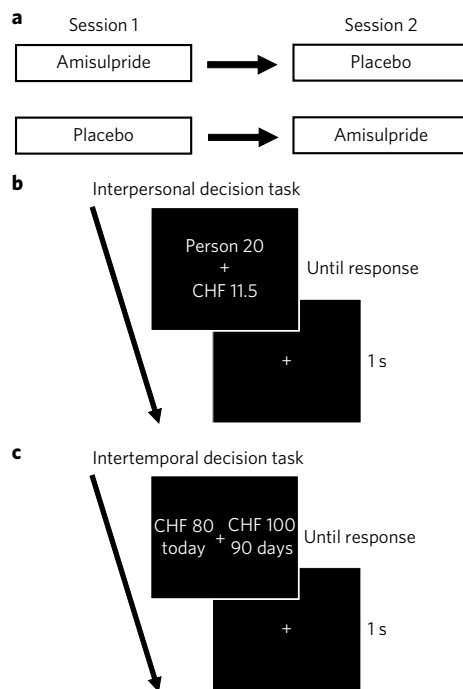 a
Session 1 Session 2
Amisulpride Placebo
Placebo Amisulpride
b
Interpersonal decision task
Person 20
+
CHF 11.5
Until response
+
1 s
c
Intertemporal decision task
CHF 80 + CHF 100
today 90 days
Until response
+
1 s